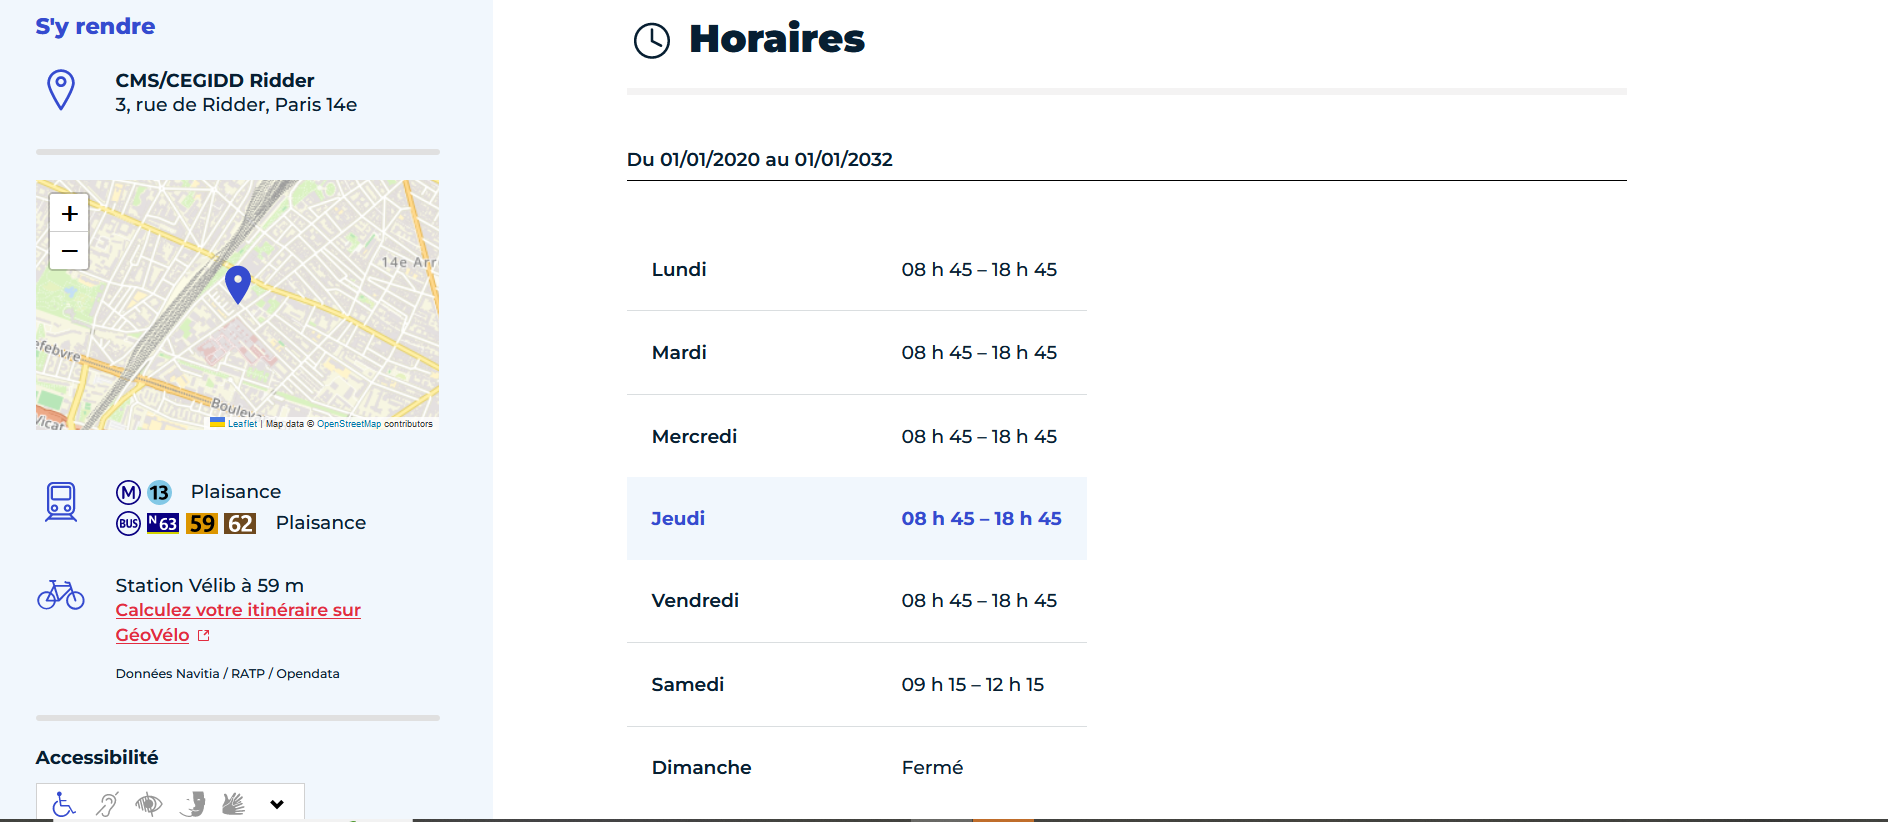 S'y rendre
CMS/CEGIDD Ridder
3, rue de Ridder, Paris 14e
+
−
14e Arr
efebvre
Boulev
Vicat
Leaflet | Map data © OpenStreetMap contributors
M 13 Plaisance
BUS N63 59 62 Plaisance
Station Vélib à 59 m
Calculez votre itinéraire sur
GéoVélo
Données Navitia / RATP / Opendata
Accessibilité
Horaires
Du 01/01/2020 au 01/01/2032
Lundi 08 h 45 – 18 h 45
Mardi 08 h 45 – 18 h 45
Mercredi 08 h 45 – 18 h 45
Jeudi 08 h 45 – 18 h 45
Vendredi 08 h 45 – 18 h 45
Samedi 09 h 15 – 12 h 15
Dimanche Fermé